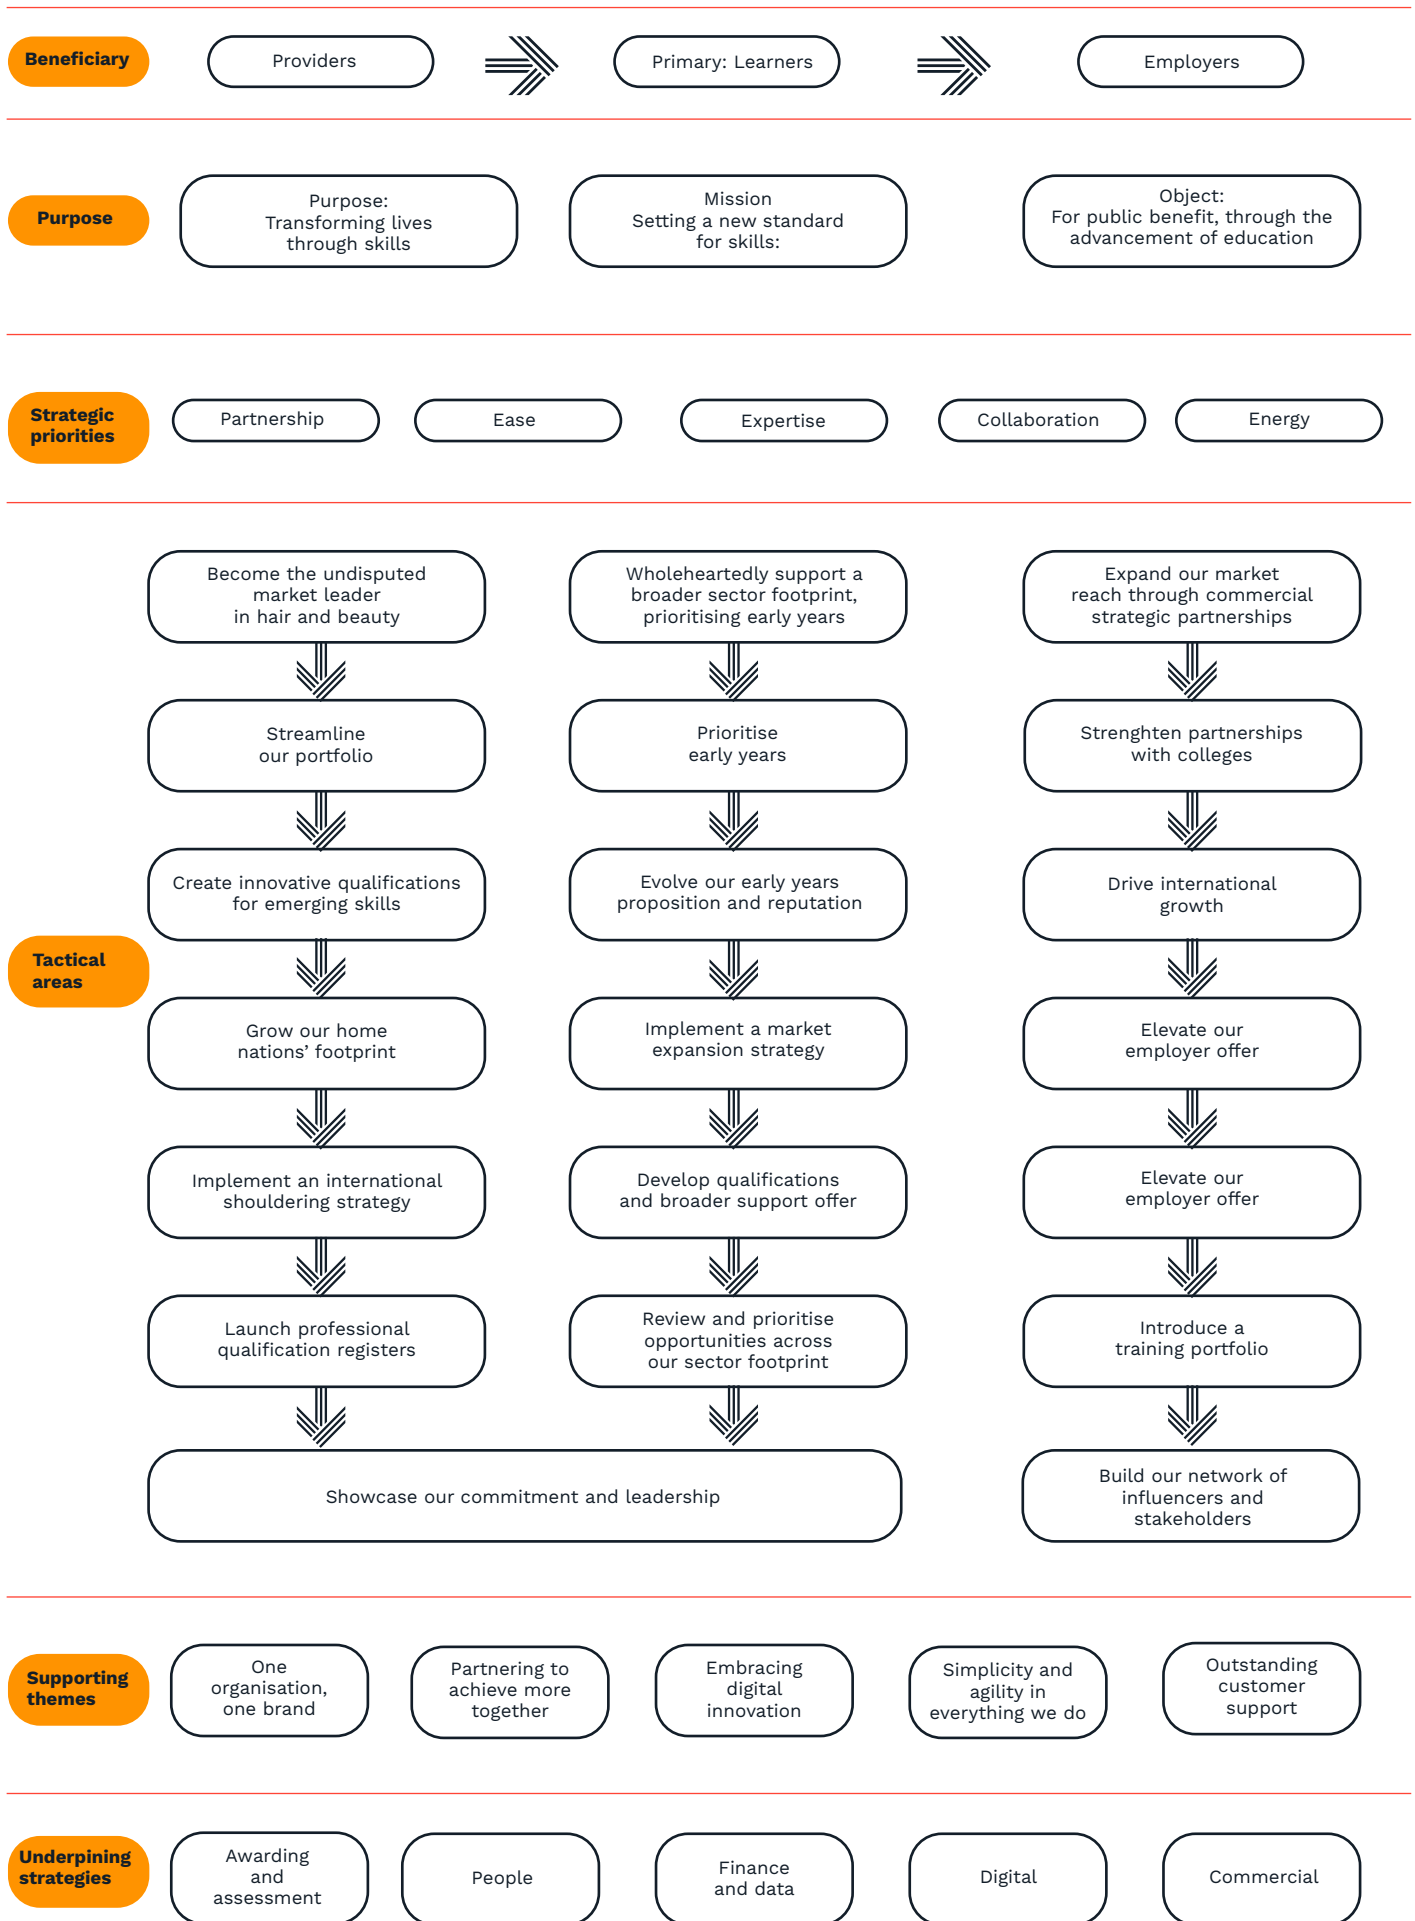 Beneficiary
Providers
Primary: Learners
Employers
Purpose
Purpose:
Transforming lives
through skills
Mission
Setting a new standard
for skills:
Object:
For public benefit, through the
advancement of education
Strategic
priorities
Partnership
Ease
Expertise
Collaboration
Energy
Tactical
areas
Become the undisputed
market leader
in hair and beauty
Streamline
our portfolio
Create innovative qualifications
for emerging skills
Grow our home
nations’ footprint
Implement an international
shouldering strategy
Launch professional
qualification registers
Wholeheartedly support a
broader sector footprint,
prioritising early years
Prioritise
early years
Evolve our early years
proposition and reputation
Implement a market
expansion strategy
Develop qualifications
and broader support offer
Review and prioritise
opportunities across
our sector footprint
Showcase our commitment and leadership
Expand our market
reach through commercial
strategic partnerships
Strenghten partnerships
with colleges
Drive international
growth
Elevate our
employer offer
Elevate our
employer offer
Introduce a
training portfolio
Build our network of
influencers and
stakeholders
Supporting
themes
One
organisation,
one brand
Partnering to
achieve more
together
Embracing
digital
innovation
Simplicity and
agility in
everything we do
Outstanding
customer
support
Underpining
strategies
Awarding
and
assessment
People
Finance
and data
Digital
Commercial